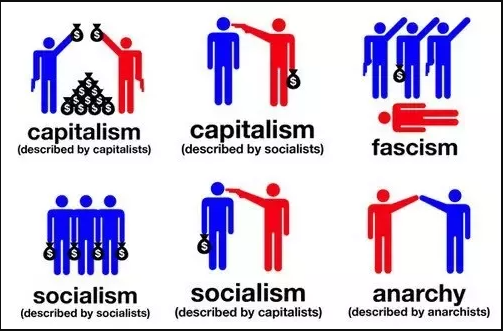 $ $
$ $ $ $ $ $
capitalism
(described by capitalists)
$
capitalism
(described by socialists)
$
fascism
$ $ $ $
socialism
(described by socialists)
$
socialism
(described by capitalists)
anarchy
(described by anarchists)